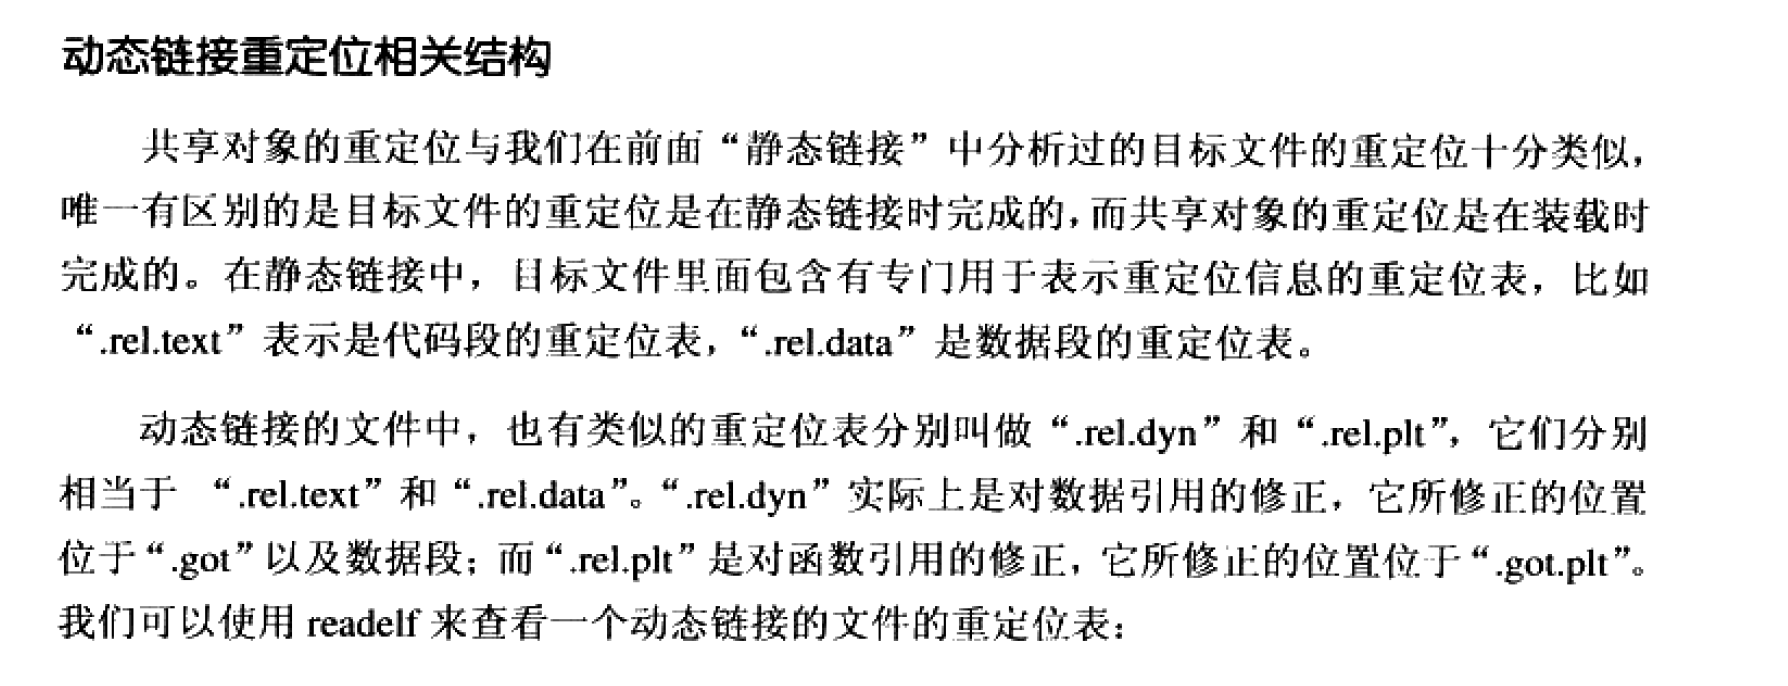 动态链接重定位相关结构
共享对象的重定位与我们在前面“静态链接”中分析过的目标文件的重定位十分类似，
唯一有区别的是目标文件的重定位是在静态链接时完成的，而共享对象的重定位是在装载时
完成的。在静态链接中，目标文件里面包含有专门用于表示重定位信息的重定位表，比如
“.rel.text”表示是代码段的重定位表，“.rel.data”是数据段的重定位表。
动态链接的文件中，也有类似的重定位表分别叫做“.rel.dyn”和“.rel.plt”，它们分别
相当于 “.rel.text”和“.rel.data”。“.rel.dyn”实际上是对数据引用的修正，它所修正的位置
位于“.got”以及数据段；而“.rel.plt”是对函数引用的修正，它所修正的位置位于“.got.plt”。
我们可以使用 readelf 来查看一个动态链接的文件的重定位表：